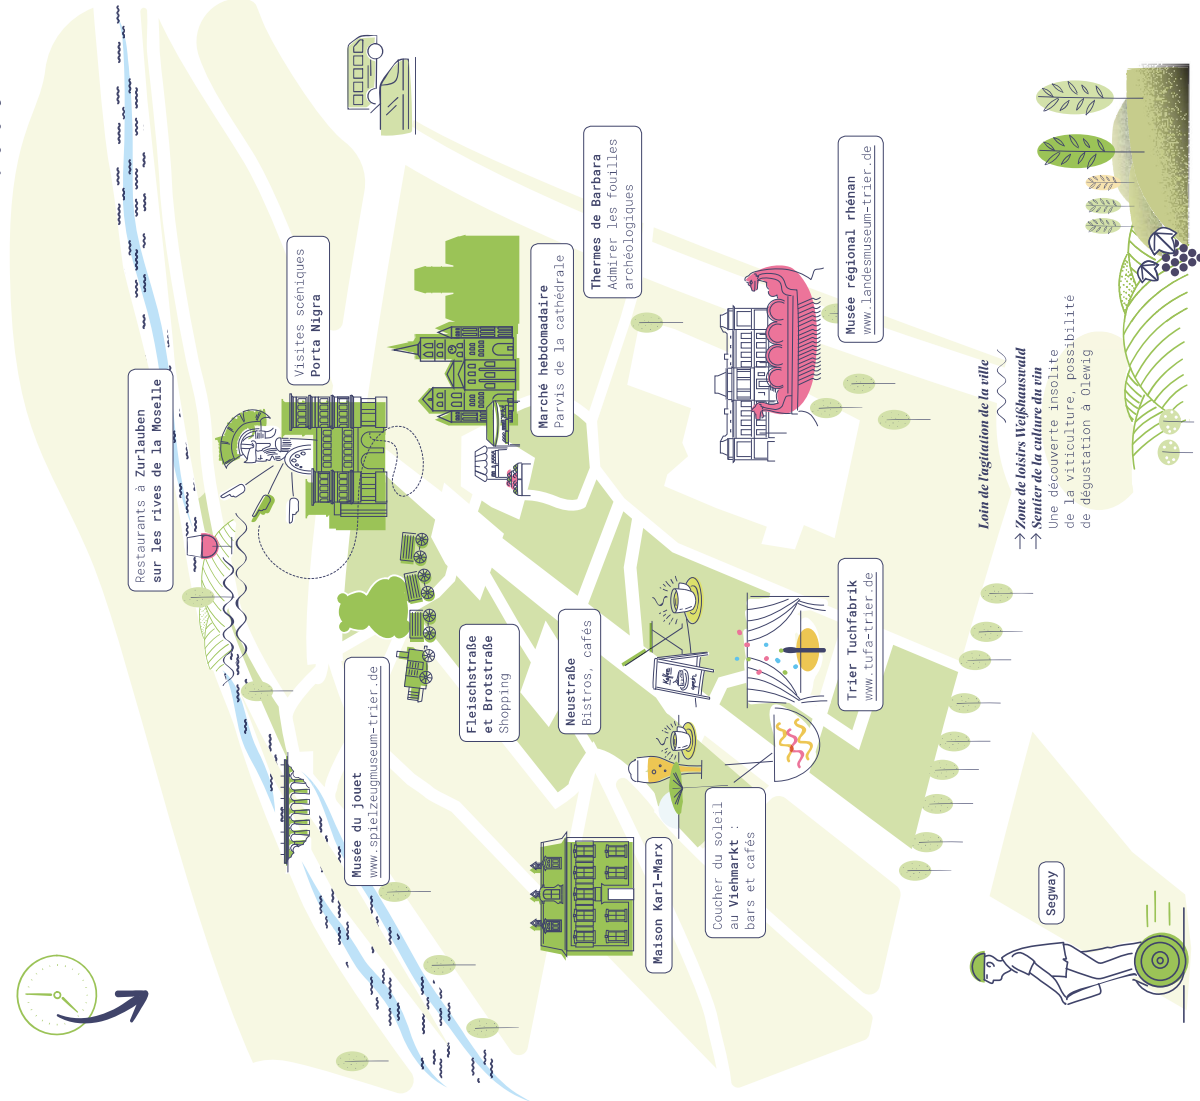 Restaurants à Zurlauben
sur les rives de la Moselle
Visites scéniques
Porta Nigra
Musée du jouet
www.spielzeugmuseum-trier.de
Fleischstraße
et Brotstraße
Shopping
Marché hebdomadaire
Parvis de la cathédrale
Thermes de Barbara
Admirer les fouilles
archéologiques
Neustraße
Bistros, cafés
Maison Karl-Marx
Coucher du soleil
au Viehmarkt :
bars et cafés
Musée régional rhénan
www.landesmuseum-trier.de
Trier Tuchfabrik
www.tufa-trier.de
Loin de l'agitation de la ville
→ Zone de loisirs Weißhauswald
→ Sentier de la culture du vin
Une découverte insolite
de la viticulture, possibilité
de dégustation à Olewig
Segway
open